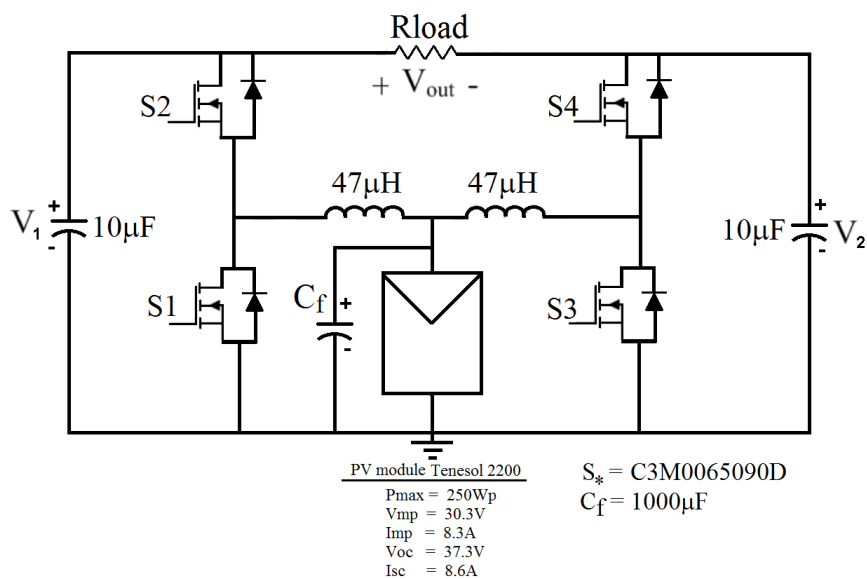 Rload
+ Vout -
S2
S4
47μH
47μH
+
V1
10μF
-
+
10μF
V2
-
S1
Cf
+
-
S3
PV module Tenesol 2200
Pmax = 250Wp
Vmp = 30.3V
Imp = 8.3A
Voc = 37.3V
Isc = 8.6A
S* = C3M0065090D
Cf = 1000μF